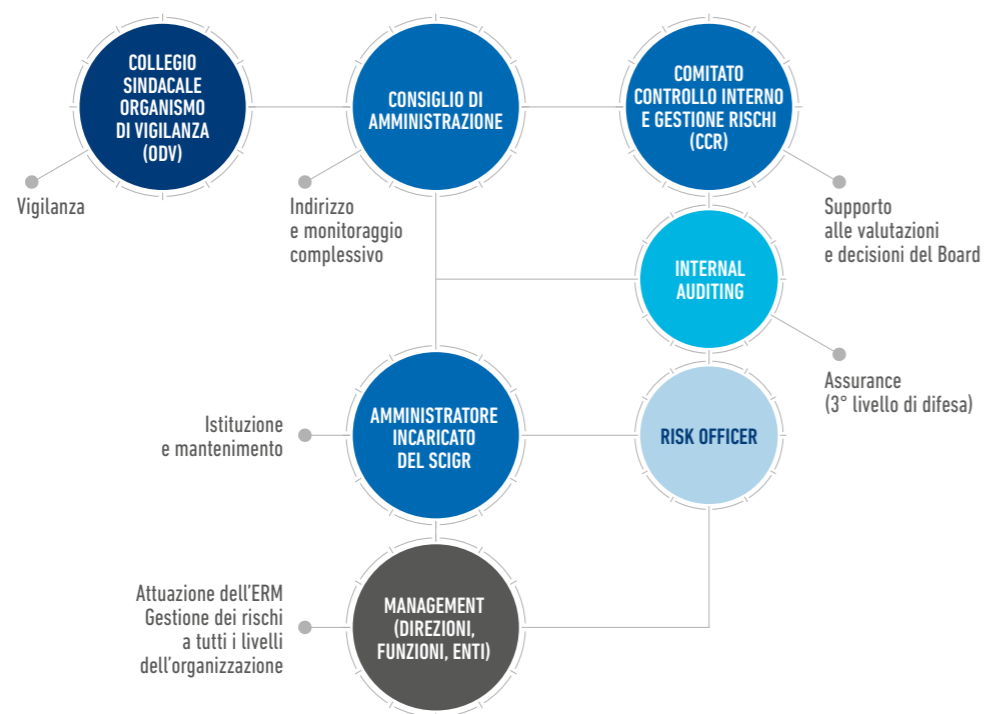 COLLEGIO
SINDACALE
ORGANISMO
DI VIGILANZA
(ODV)
Vigilanza
CONSIGLIO DI
AMMINISTRAZIONE
Indirizzo
e monitoraggio
complessivo
COMITATO
CONTROLLO INTERNO
E GESTIONE RISCHI
(CCR)
Supporto
alle valutazioni
e decisioni del Board
INTERNAL
AUDITING
Assurance
(3° livello di difesa)
Istituzione
e mantenimento
AMMINISTRATORE
INCARICATO
DEL SCIGR
RISK OFFICER
Attuazione dell'ERM
Gestione dei rischi
a tutti i livelli
dell'organizzazione
MANAGEMENT
(DIREZIONI,
FUNZIONI, ENTI)